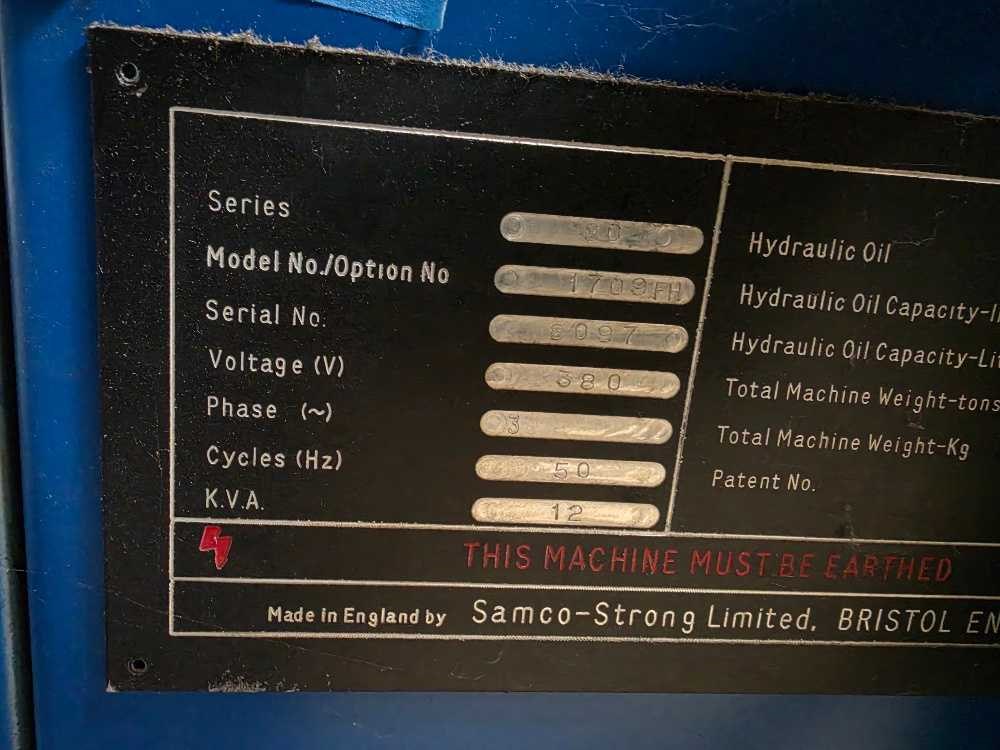 Series
Model No./Option No 1709FH
Serial No.
Voltage (V) 380
Phase (~) 3
Cycles (Hz) 50
K.V.A. 12
Hydraulic Oil
Hydraulic Oil Capacity-
Hydraulic Oil Capacity-Li
Total Machine Weight-tons
Total Machine Weight-Kg
Patent No.
THIS MACHINE MUST BE EARTHED
Made in England by Samco-Strong Limited, BRISTOL EN